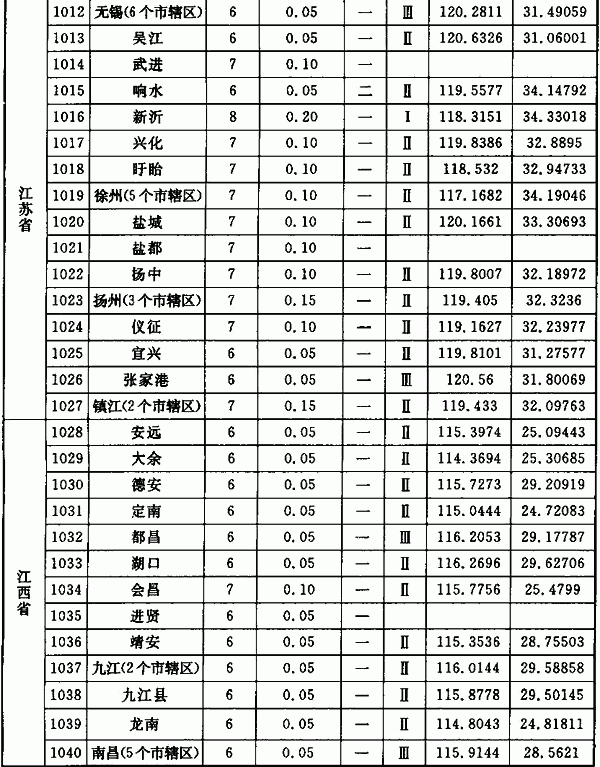 1012 无锡(6个市辖区) 6 0.05 一 Ⅲ 120.2811 31.49059
1013 吴江 6 0.05 一 Ⅱ 120.6326 31.06001
1014 武进 7 0.10 一
1015 响水 6 0.05 二 Ⅱ 119.5577 34.14792
1016 新沂 8 0.20 一 Ⅰ 118.3151 34.33018
1017 兴化 7 0.10 一 Ⅱ 119.8386 32.8895
1018 盱眙 7 0.10 一 Ⅱ 118.532 32.94733
江苏省
1019 徐州(5个市辖区) 7 0.10 一 Ⅱ 117.1682 34.19046
1020 盐城 7 0.10 一 Ⅱ 120.1661 33.30693
1021 盐都 7 0.10 一
1022 扬中 7 0.10 一 Ⅱ 119.8007 32.18972
1023 扬州(3个市辖区) 7 0.15 一 Ⅱ 119.405 32.3236
1024 仪征 7 0.10 一 Ⅱ 119.1627 32.23977
1025 宜兴 6 0.05 一 Ⅱ 119.8101 31.27577
1026 张家港 6 0.05 一 Ⅲ 120.56 31.80069
1027 镇江(2个市辖区) 7 0.15 一 Ⅱ 119.433 32.09763
1028 安远 6 0.05 一 Ⅱ 115.3974 25.09443
1029 大余 6 0.05 一 Ⅱ 114.3694 25.30685
1030 德安 6 0.05 一 Ⅱ 115.7273 29.20919
1031 定南 6 0.05 一 Ⅱ 115.0444 24.72083
1032 都昌 6 0.05 一 Ⅲ 116.2053 29.17787
1033 湖口 6 0.05 一 Ⅱ 116.2696 29.62706
江西省
1034 会昌 7 0.10 一 Ⅱ 115.7756 25.4799
1035 进贤 6 0.05 一
1036 靖安 6 0.05 一 Ⅱ 115.3536 28.75503
1037 九江(2个市辖区) 6 0.05 一 Ⅱ 116.0144 29.58858
1038 九江县 6 0.05 一 Ⅱ 115.8778 29.50145
1039 龙南 6 0.05 一 Ⅱ 114.8043 24.81811
1040 南昌(5个市辖区) 6 0.05 一 Ⅲ 115.9144 28.5621